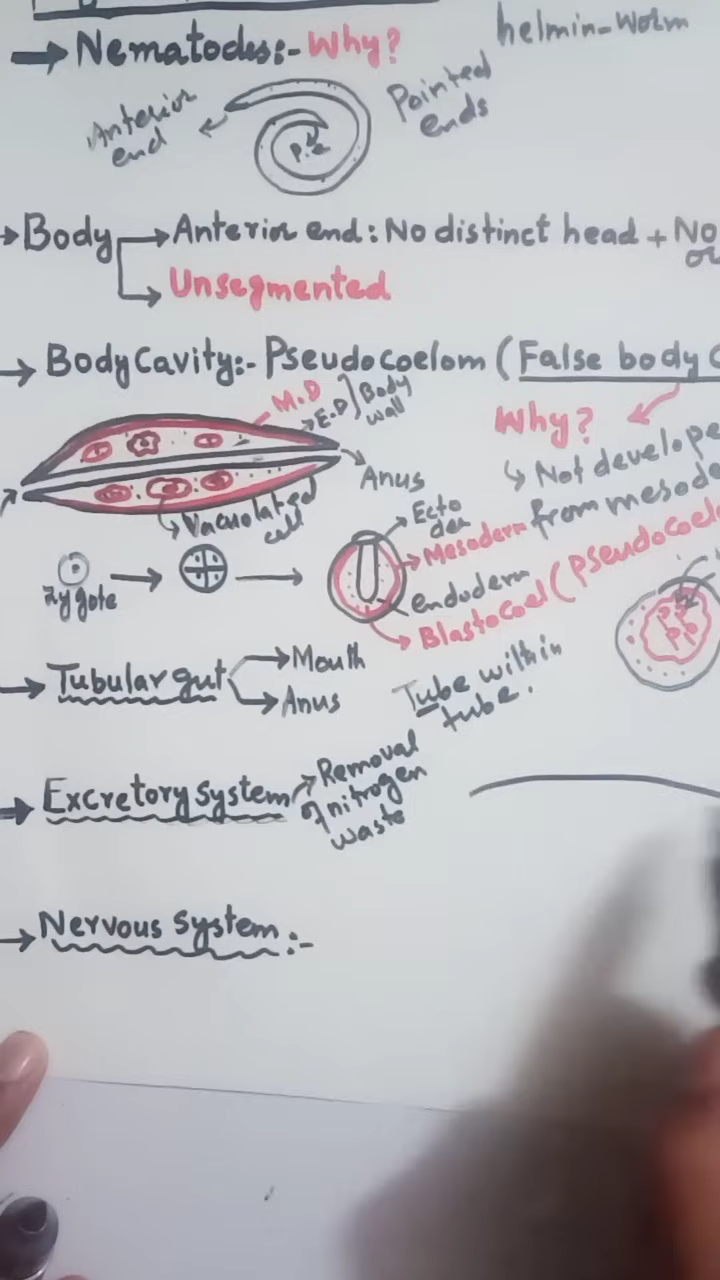 helmin-worm
→ Nematodes:- Why?
Anterior end
Pointed ends
P.E
→ Body → Anterior end: No distinct head + No
or
→ Unsegmented
→ Body Cavity:- Pseudocoelom (False body C
M.D
E.D] Body wall
Why?
Anus
↳ Not develope
from mesode
Vacuolated cell
Ecto der
Mesoderm
Zygote
endoderm
Blastocoel (Pseudocoel
→ Tubular gut → Mouth
→ Anus
Tube within tube.
→ Excretory system → Removal of nitrogen waste
→ Nervous system:-